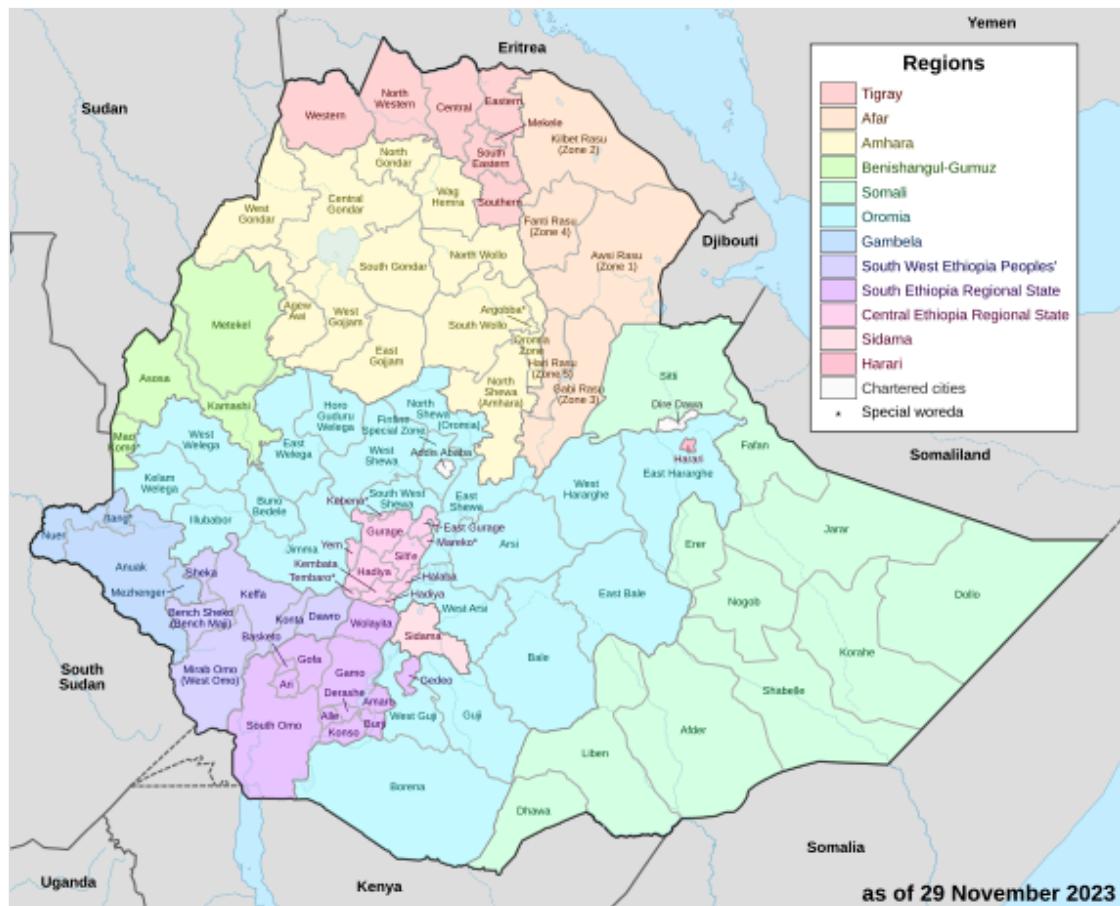 Yemen
Eritrea
Sudan
Regions
Tigray
Afar
Amhara
Benishangul-Gumuz
Somali
Oromia
Gambela
South West Ethiopia Peoples'
South Ethiopia Regional State
Central Ethiopia Regional State
Sidama
Harari
Chartered cities
* Special woreda
Western
North
Western
Central
Eastern
Mekele
South
Eastern
Southern
Kilbet Rasu
(Zone 2)
North
Gondar
Wag
Hemra
West
Gondar
Central
Gondar
Fanti Rasu
(Zone 4)
Awsi Rasu
(Zone 1)
Djibouti
South Gondar
North Wollo
Metekel
Agew
Awi
West
Gojjam
East
Gojjam
Argobba*
South Wollo
Oromia
Zone
Hari Rasu
(Zone 5)
Gabi Rasu
(Zone 3)
North
Shewa
(Amhara)
Sitti
Dire Dawa
Asosa
Kamashi
Mao
Komo*
West
Welega
Horo
Guduru
Welega
North
Shewa
(Oromia)
Finfine
Special Zone
Addis Ababa
East
Welega
West
Shewa
Kelam
Welega
South West
Shewa
East
Shewa
Buno
Bedele
Illubabor
West
Hararghe
Harari
East Hararghe
Fafan
Somaliland
Itang*
Nuer
Anuak
Mezhenger
Kebena*
Gurage
East Gurage
Mareko*
Yem
Silt'e
Jimma
Hadiya
Kembata
Tembaro*
Halaba
Hadiya
Arsi
West Arsi
Erer
Jarar
Sheka
Keffa
Bench Sheko
(Bench Maji)
Konta
Dawro
Wolayita
Sidama
East Bale
Nogob
Dollo
Korahe
Basketo
Mirab Omo
(West Omo)
Gofa
Gamo
Gedeo
Bale
Shabelle
South
Sudan
Ari
Derashe
Amaro
Alle
Konso
Burji
West Guji
Guji
South Omo
Afder
Liben
Borena
Dhawa
Uganda
Kenya
Somalia
as of 29 November 2023